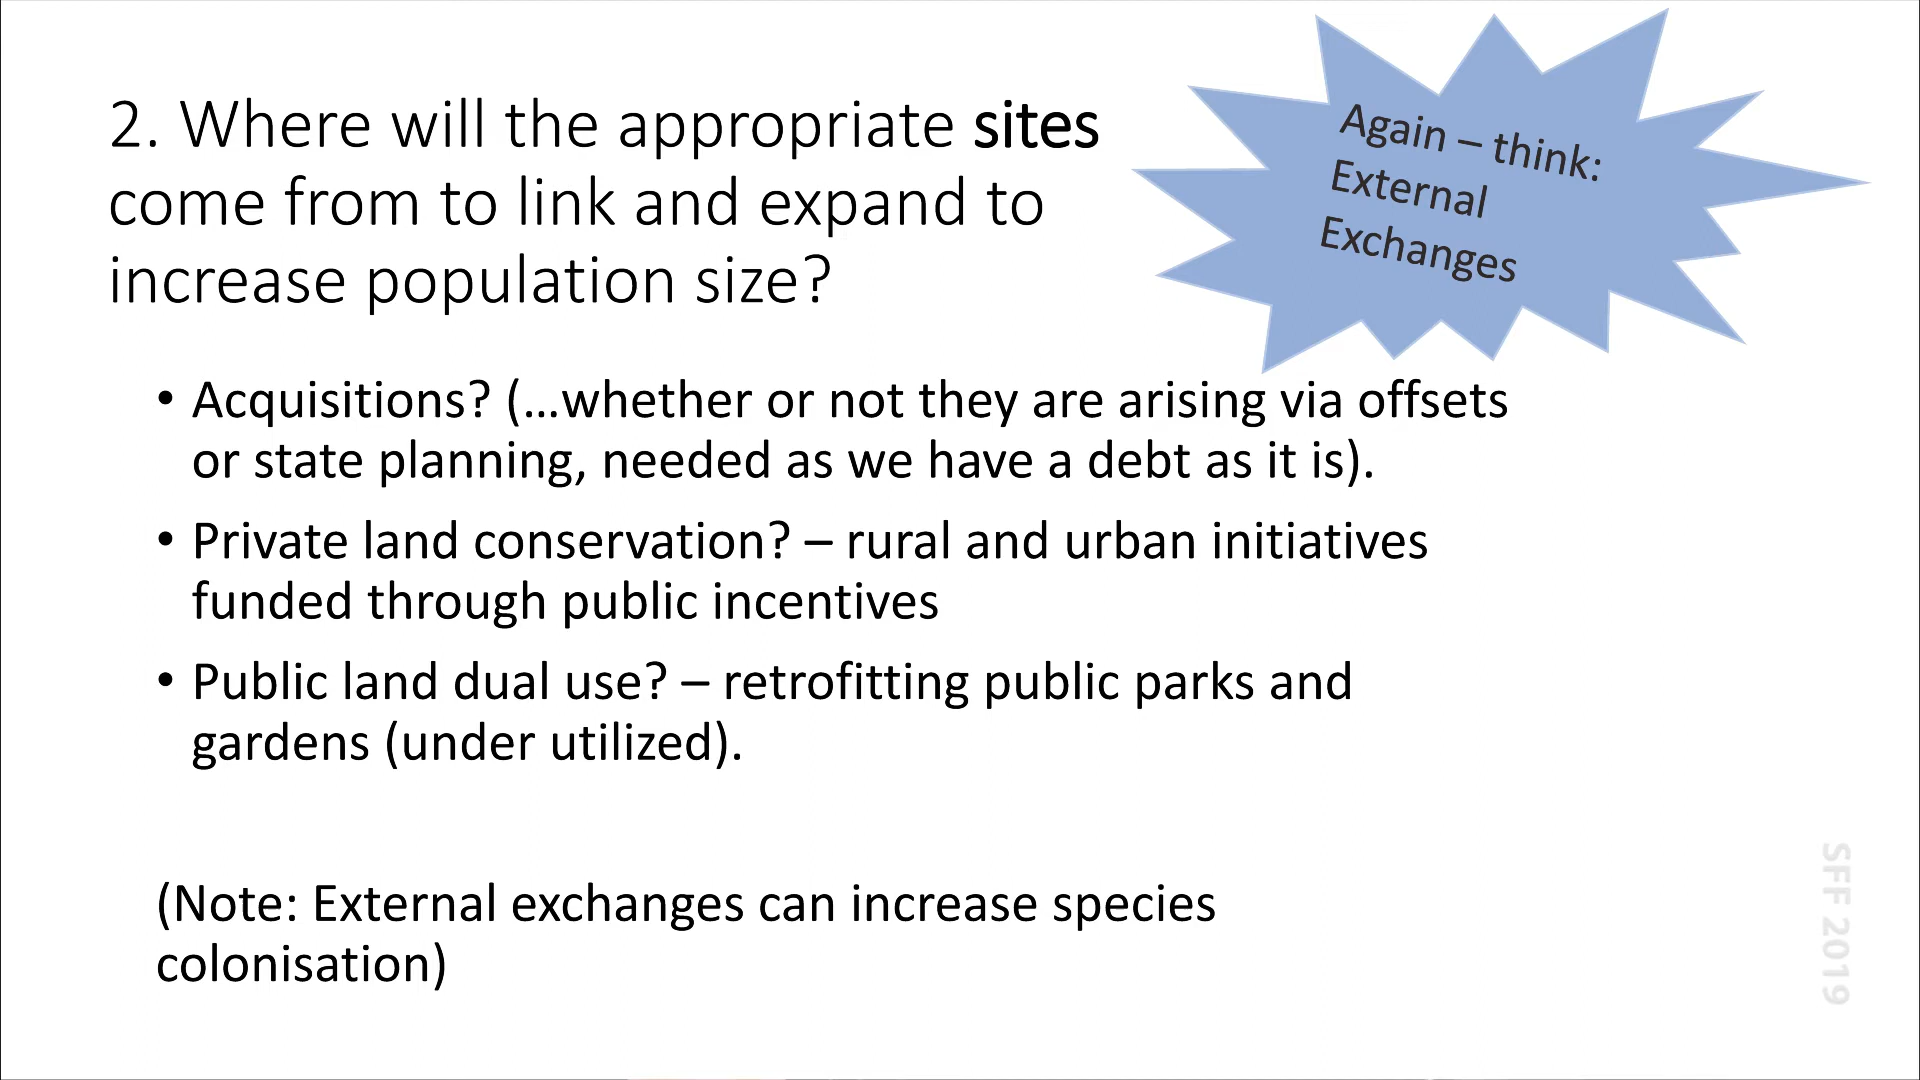 2. Where will the appropriate sites
come from to link and expand to
increase population size?
Again – think:
External
Exchanges
• Acquisitions? (...whether or not they are arising via offsets
or state planning, needed as we have a debt as it is).
• Private land conservation? – rural and urban initiatives
funded through public incentives
• Public land dual use? – retrofitting public parks and
gardens (under utilized).
(Note: External exchanges can increase species
colonisation)
SFF 2019